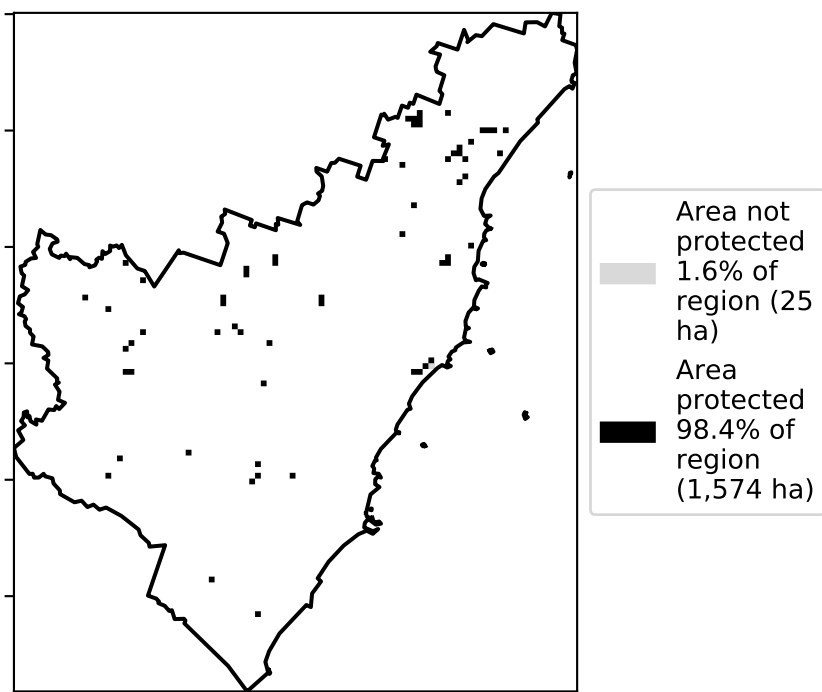 Area not
protected
1.6% of
region (25
ha)
Area
protected
98.4% of
region
(1,574 ha)